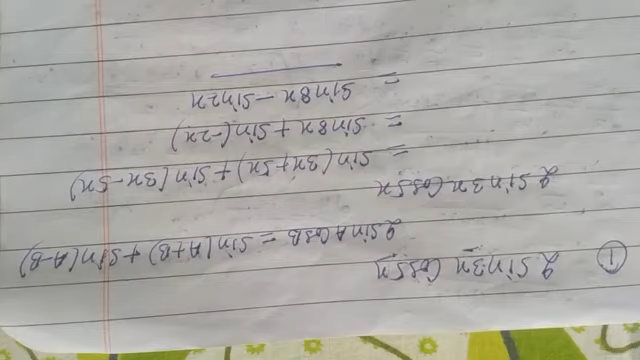 ① 2 sin3x Cos5x
2 sinA CosB = sin(A+B) + sin(A-B)
2 sin3x Cos5x
= sin(3x+5x) + sin(3x-5x)
= sin8x + sin(-2x)
= sin8x - sin2x